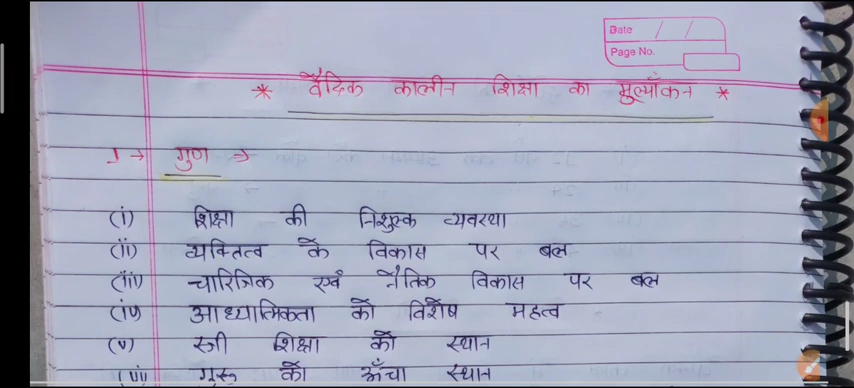 Date / /
Page No.
* वैदिक कालीन शिक्षा का मुल्याँकन *
1 → गुण →
(i) शिक्षा की निशुल्क व्यवस्था
(ii) व्यक्तित्व के विकास पर बल
(iii) चारित्रिक एवं नैतिक विकास पर बल
(iv) आध्यात्मिकता को विशेष महत्व
(v) स्त्री शिक्षा को स्थान
(vi) गुरू को ऊँचा स्थान